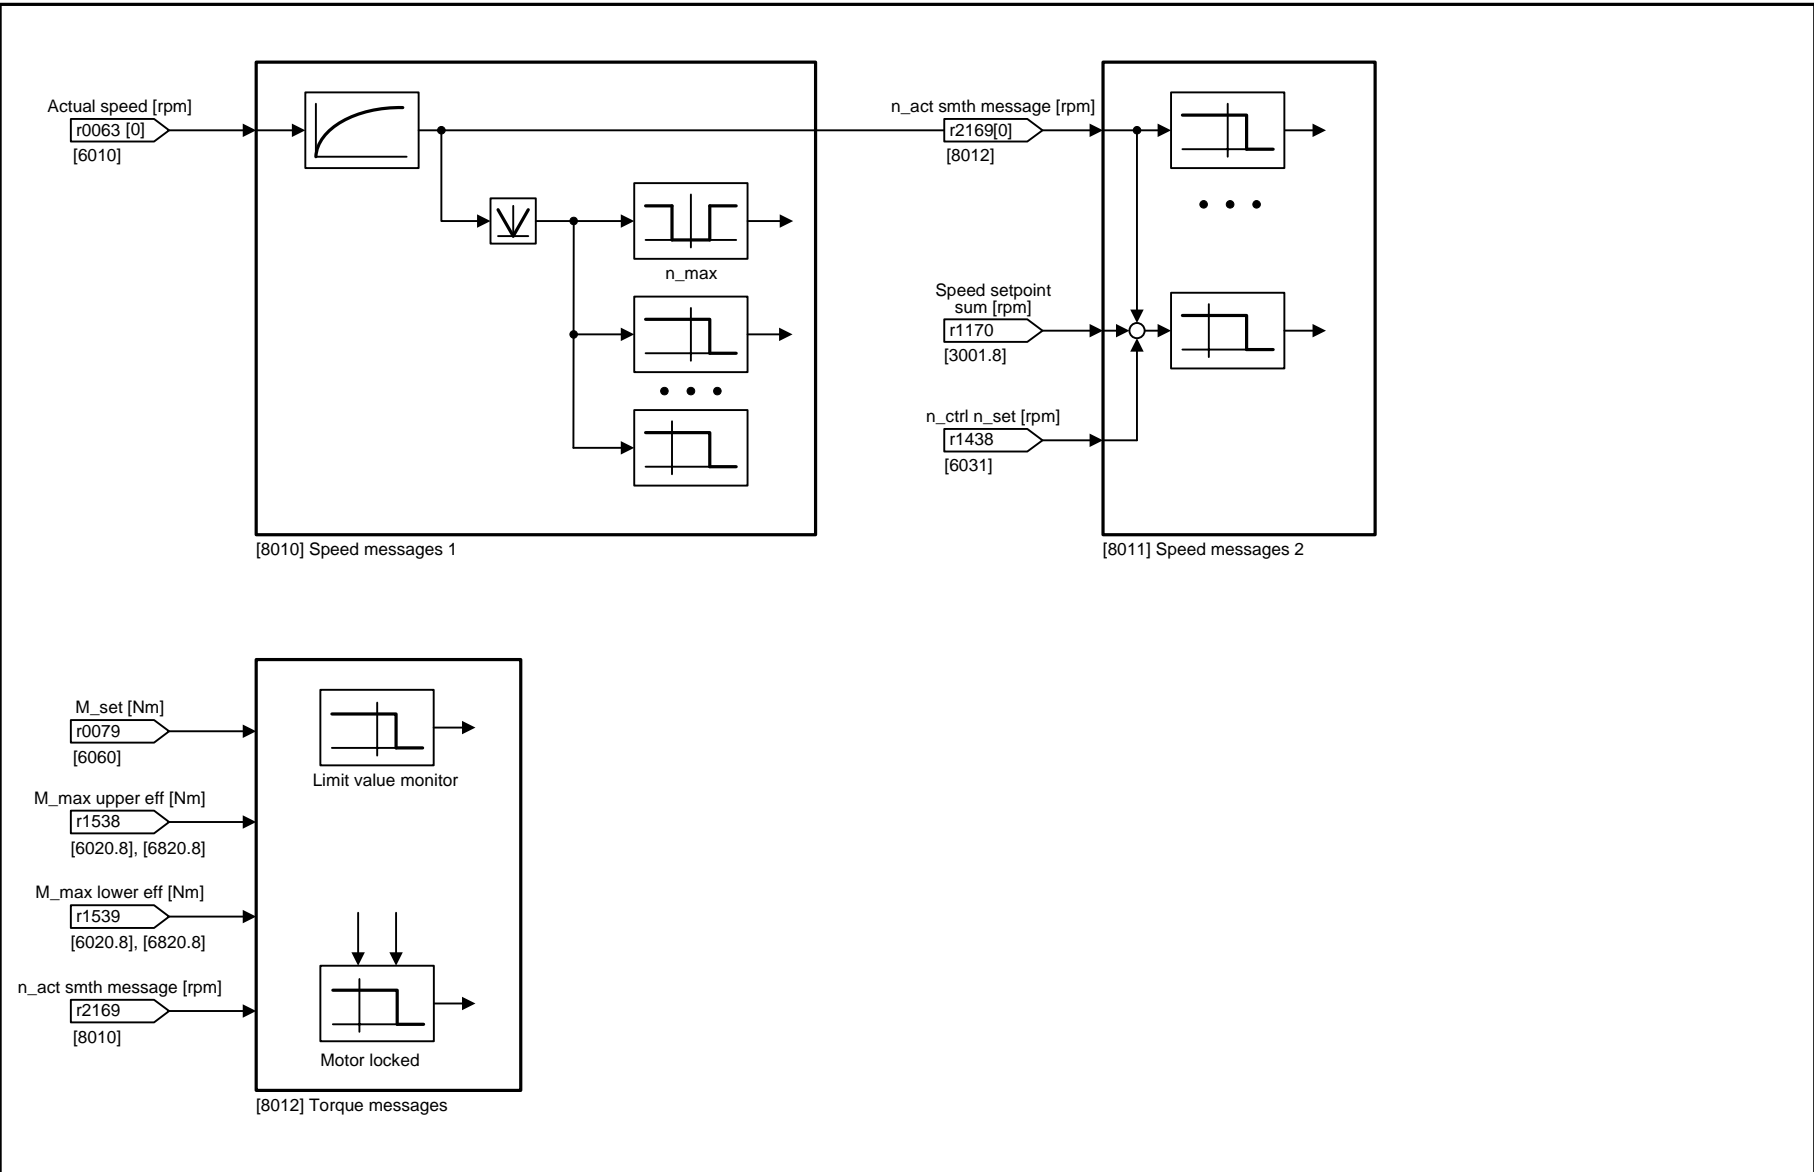 Actual speed [rpm]
r0063 [0]
[6010]
n_max
[8010] Speed messages 1
n_act smth message [rpm]
r2169[0]
[8012]
Speed setpoint
sum [rpm]
r1170
[3001.8]
n_ctrl n_set [rpm]
r1438
[6031]
[8011] Speed messages 2
M_set [Nm]
r0079
[6060]
Limit value monitor
M_max upper eff [Nm]
r1538
[6020.8], [6820.8]
M_max lower eff [Nm]
r1539
[6020.8], [6820.8]
n_act smth message [rpm]
r2169
[8010]
Motor locked
[8012] Torque messages